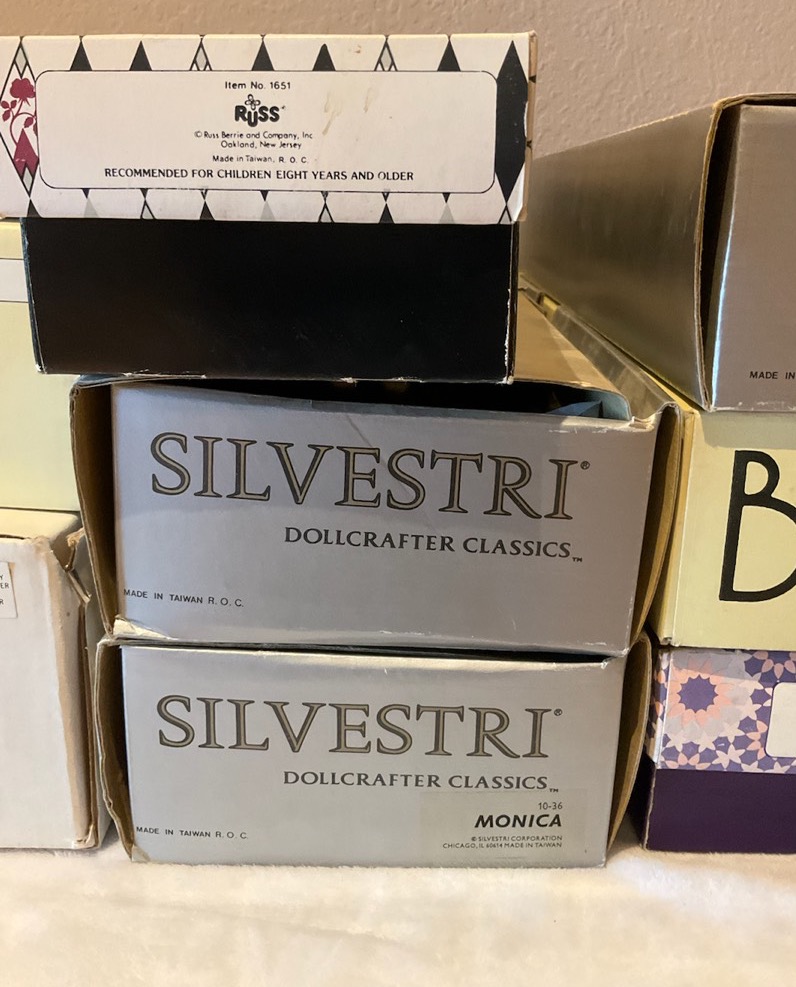 Item No. 1651
RUSS
© Russ Berrie and Company, Inc.
Oakland, New Jersey
Made in Taiwan, R. O. C.
RECOMMENDED FOR CHILDREN EIGHT YEARS AND OLDER
MADE IN
SILVESTRI®
DOLLCRAFTER CLASSICS™
MADE IN TAIWAN R. O. C.
B
SILVESTRI®
DOLLCRAFTER CLASSICS™
10-36
MONICA
© SILVESTRI CORPORATION
CHICAGO, IL 60614 MADE IN TAIWAN
MADE IN TAIWAN R. O. C.